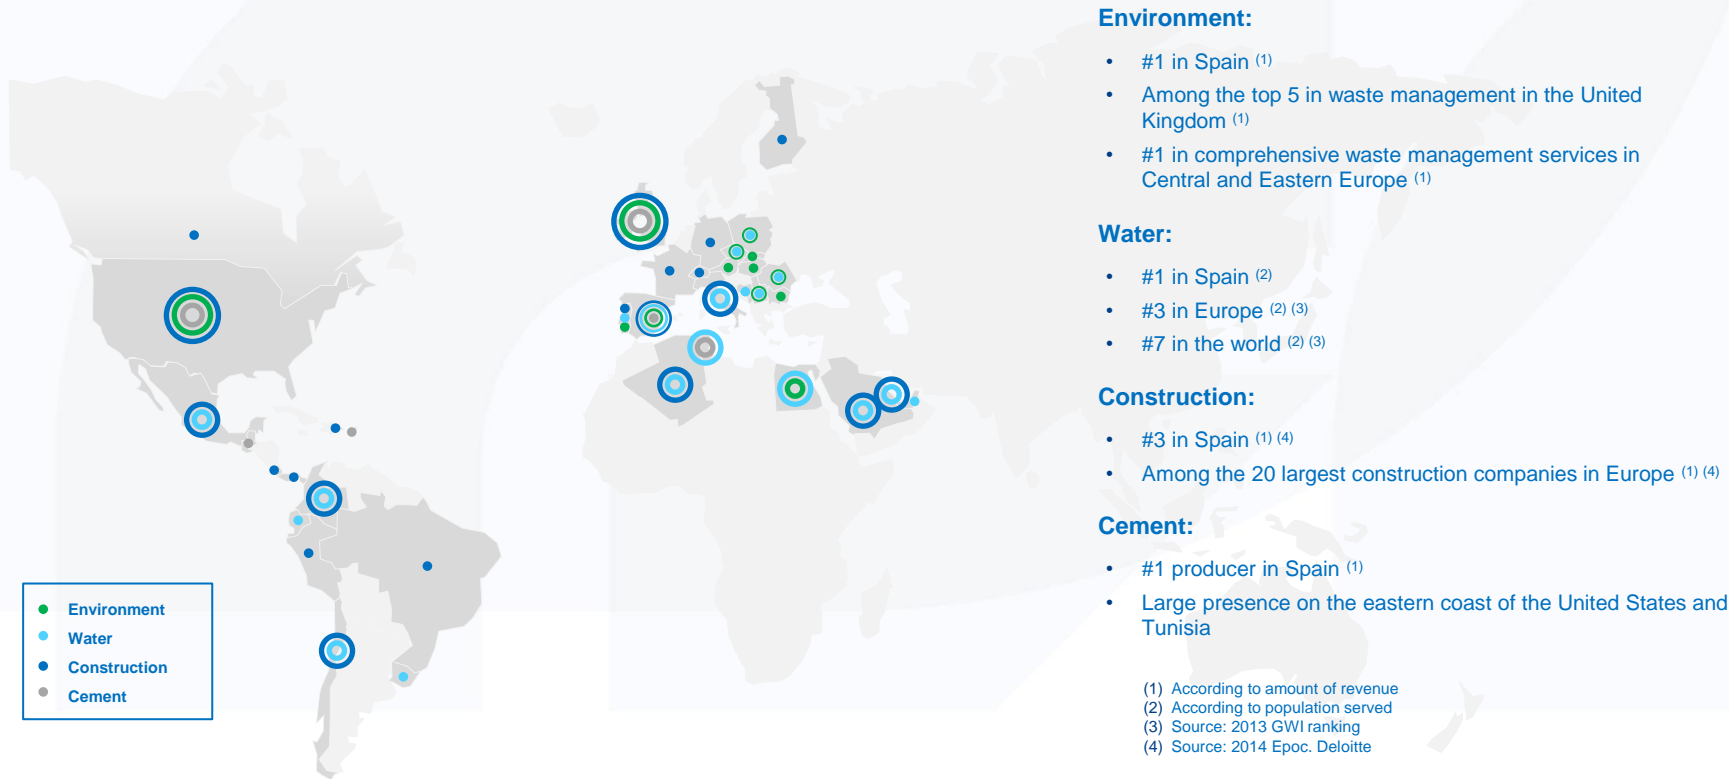 Environment:
• #1 in Spain (1)
• Among the top 5 in waste management in the United
Kingdom (1)
• #1 in comprehensive waste management services in
Central and Eastern Europe (1)
Water:
• #1 in Spain (2)
• #3 in Europe (2) (3)
• #7 in the world (2) (3)
Construction:
• #3 in Spain (1) (4)
• Among the 20 largest construction companies in Europe (1) (4)
Cement:
• #1 producer in Spain (1)
• Large presence on the eastern coast of the United States and
Tunisia
(1) According to amount of revenue
(2) According to population served
(3) Source: 2013 GWI ranking
(4) Source: 2014 Epoc. Deloitte
Environment
Water
Construction
Cement